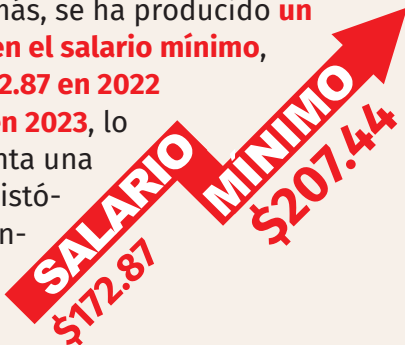 más, se ha producido un
en el salario mínimo,
2.87 en 2022
en 2023, lo
nta una
istó-
n-
SALARIO
MÍNIMO
$172.87
$207.44